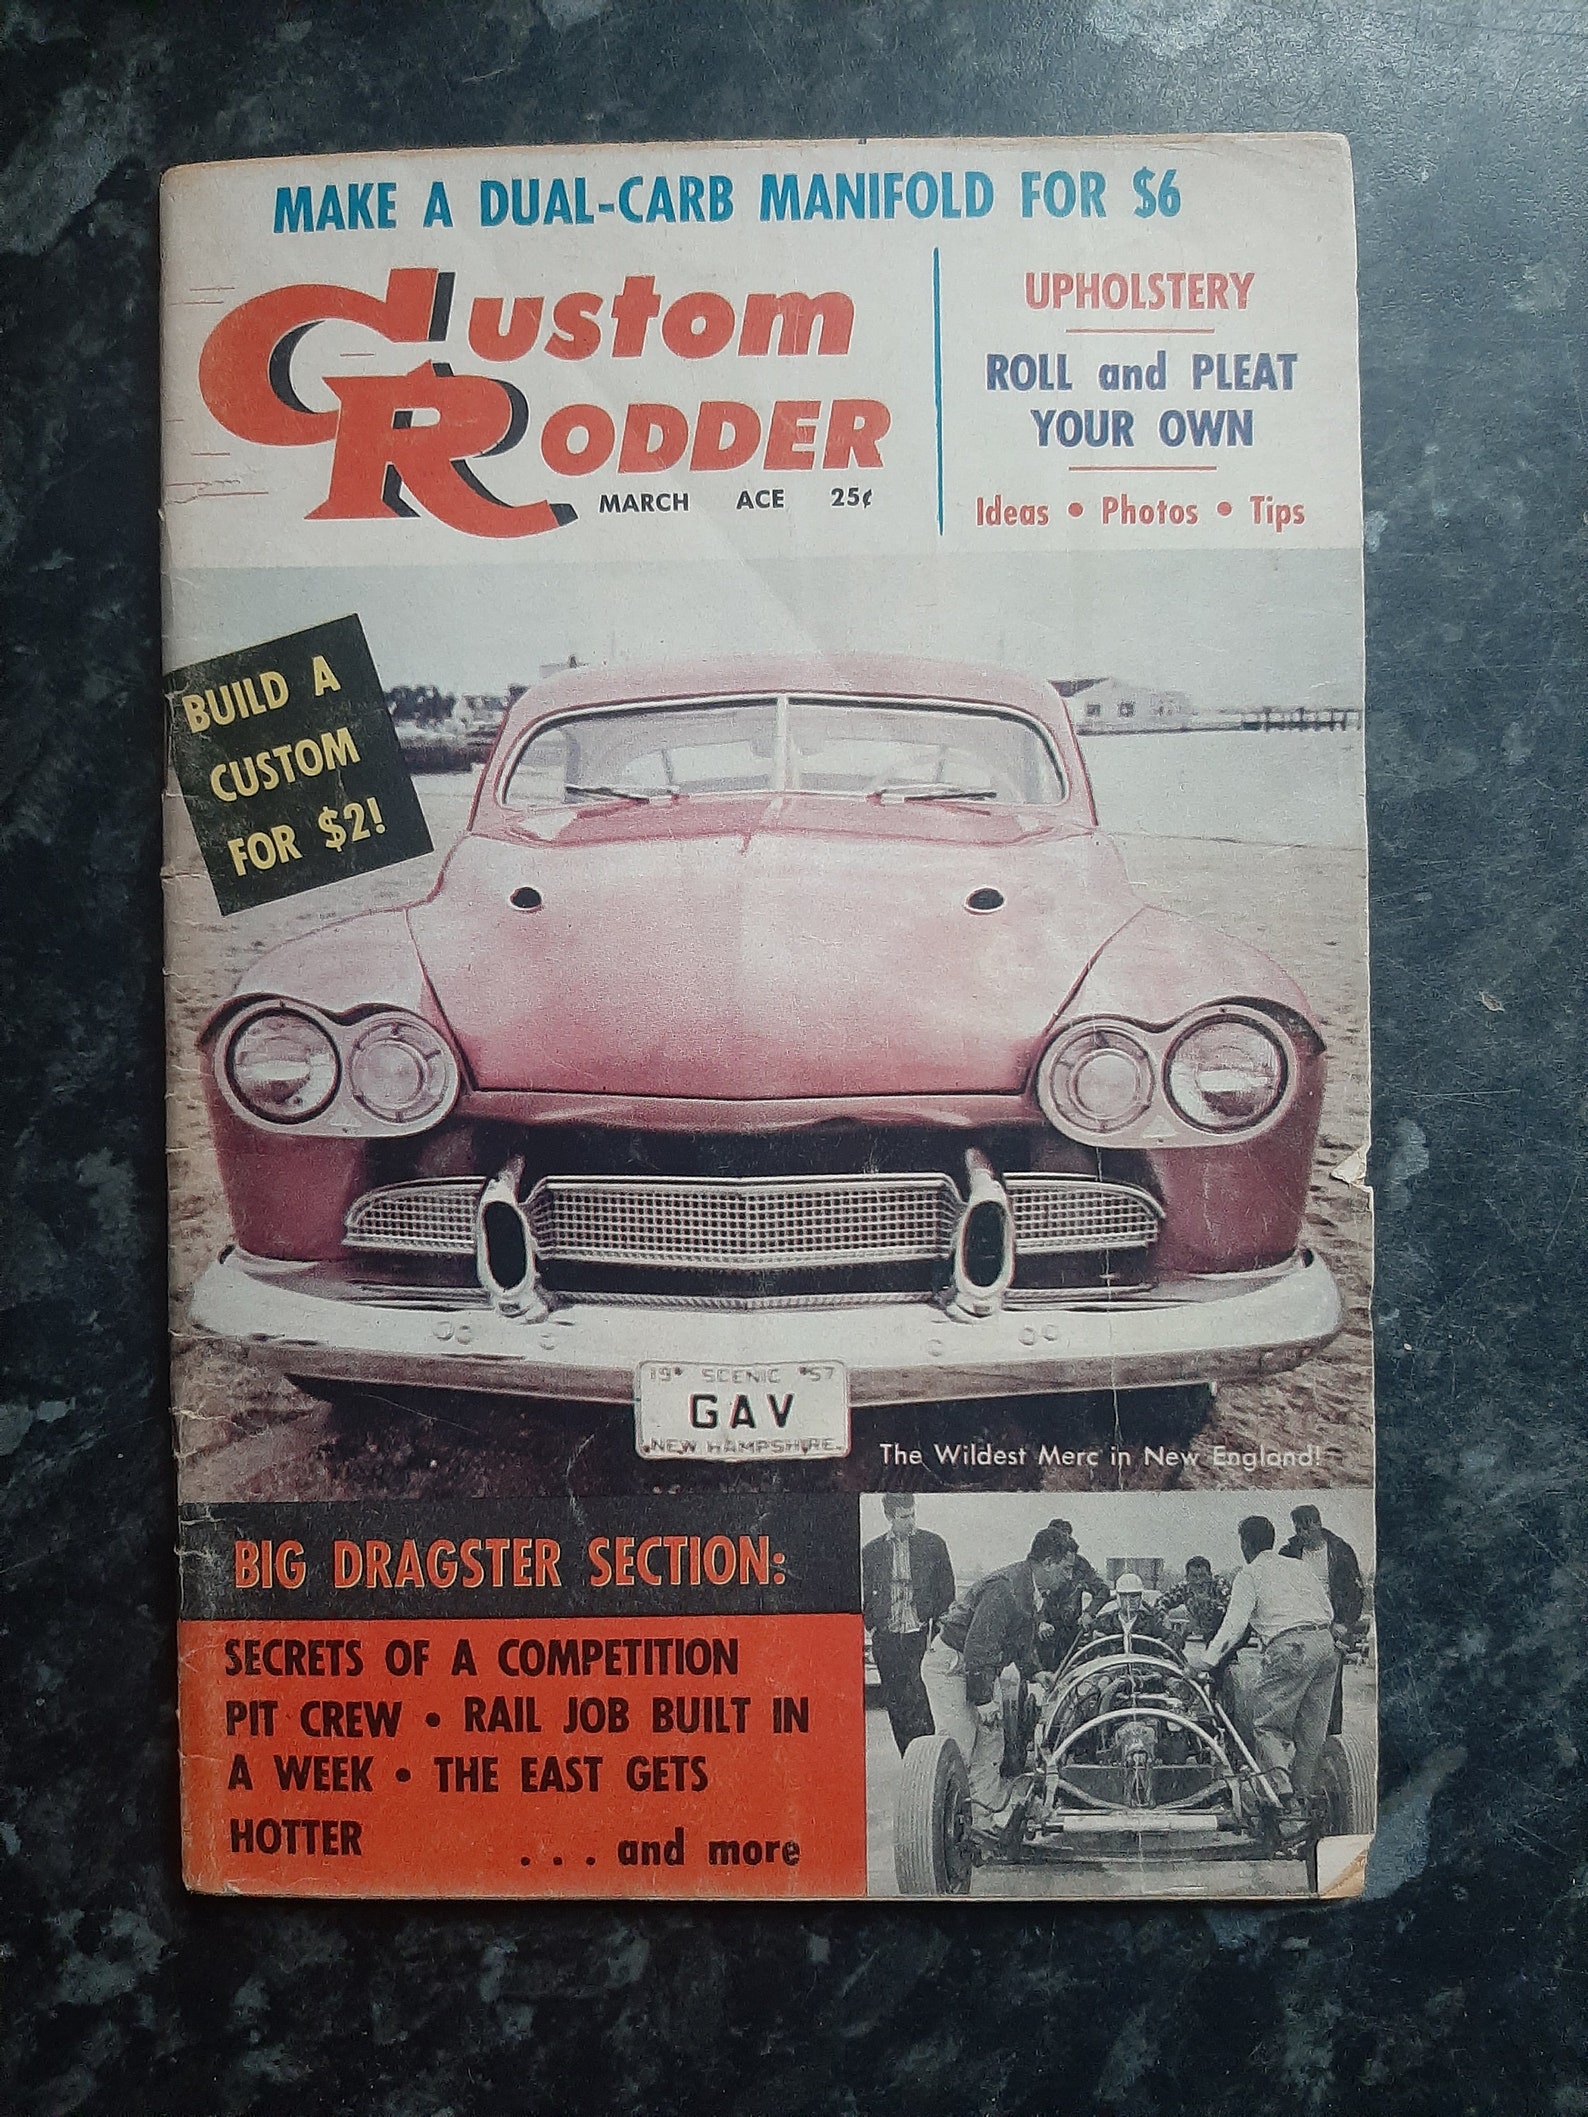 MAKE A DUAL-CARB MANIFOLD FOR $6
Custom
RODDER
MARCH ACE 25¢
UPHOLSTERY
ROLL and PLEAT
YOUR OWN
Ideas • Photos • Tips
BUILD A
CUSTOM
FOR $2!
19 SCENIC 57
GAV
NEW HAMPSHIRE
The Wildest Merc in New England!
BIG DRAGSTER SECTION:
SECRETS OF A COMPETITION
PIT CREW • RAIL JOB BUILT IN
A WEEK • THE EAST GETS
HOTTER
. . . and more